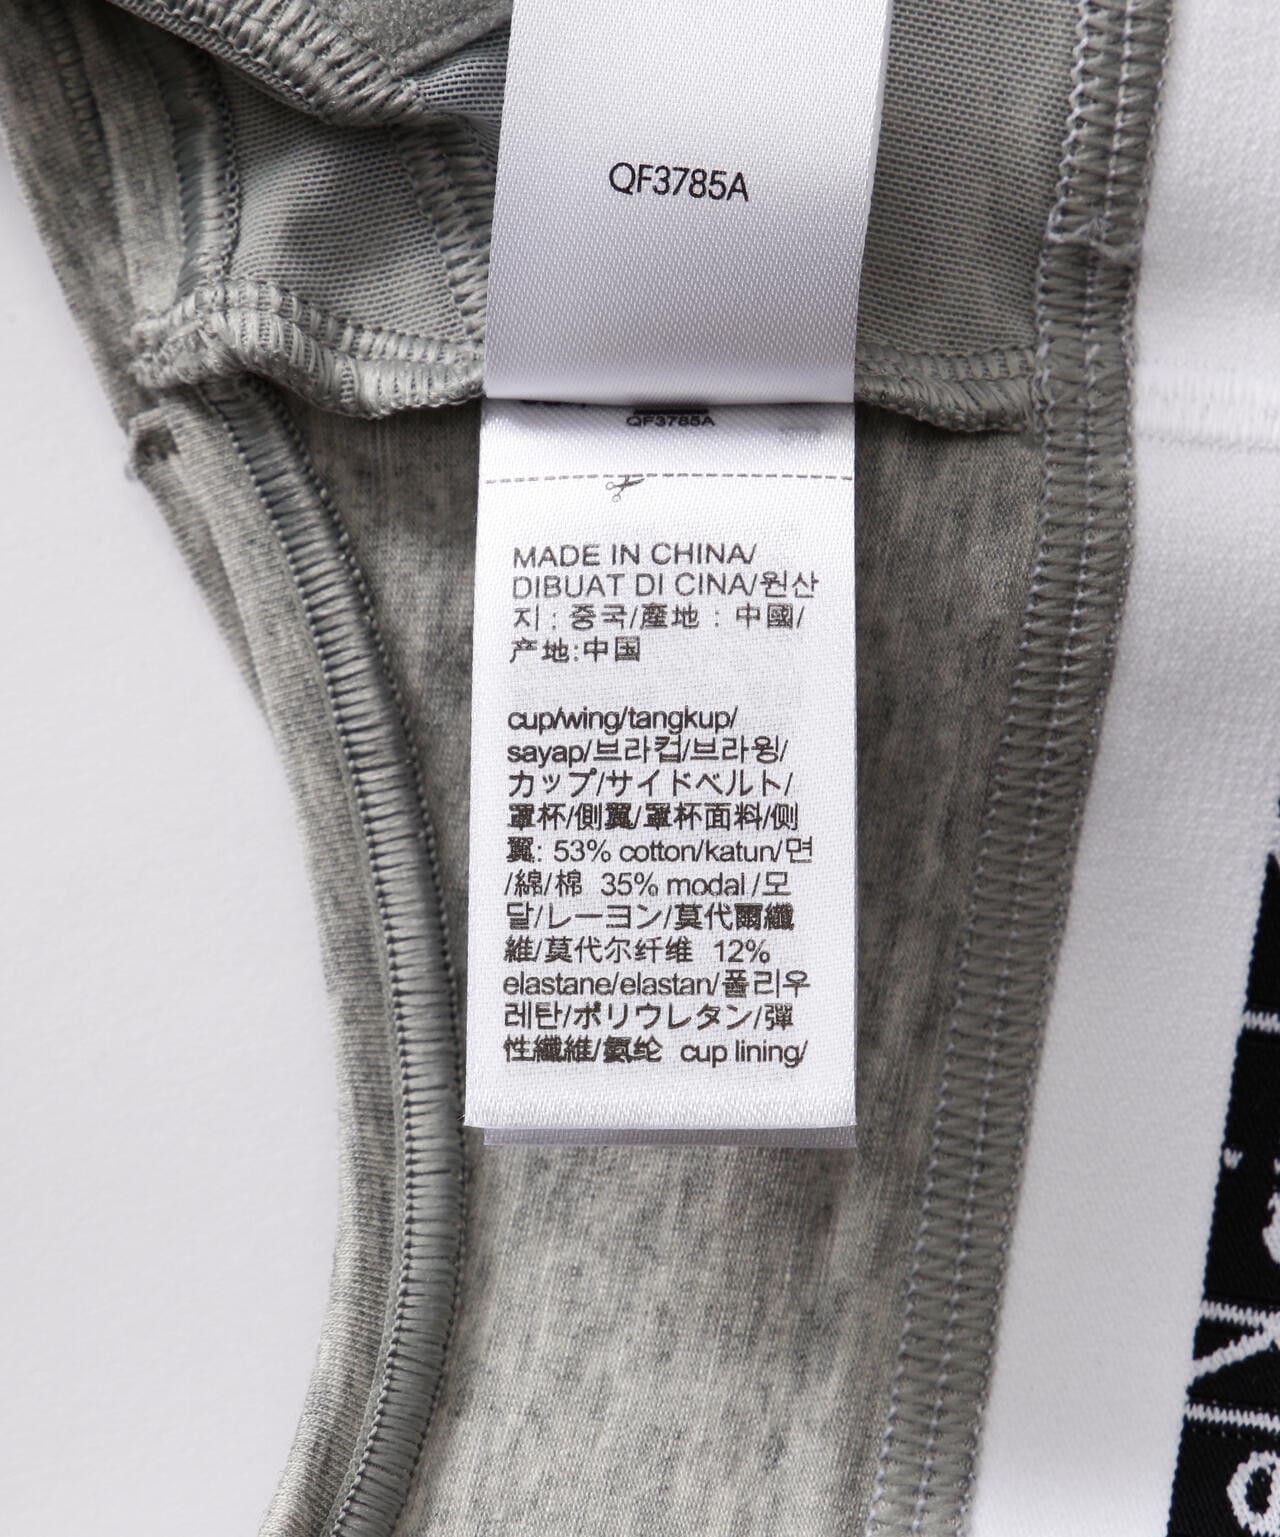 QF3785A
QF3785A
MADE IN CHINA/
DIBUAT DI CINA/원산
지 : 중국/產地 : 中國/
产地:中国
cup/wing/tangkup/
sayap/브라컵/브라윙/
カップ/サイドベルト/
罩杯/側翼/罩杯面料/侧
翼: 53% cotton/katun/면
/綿/棉 35% modal /모
달/レーヨン/莫代爾纖
維/莫代尔纤维 12%
elastane/elastan/폴리우
레탄/ポリウレタン/彈
性纖維/氨纶 cup lining/